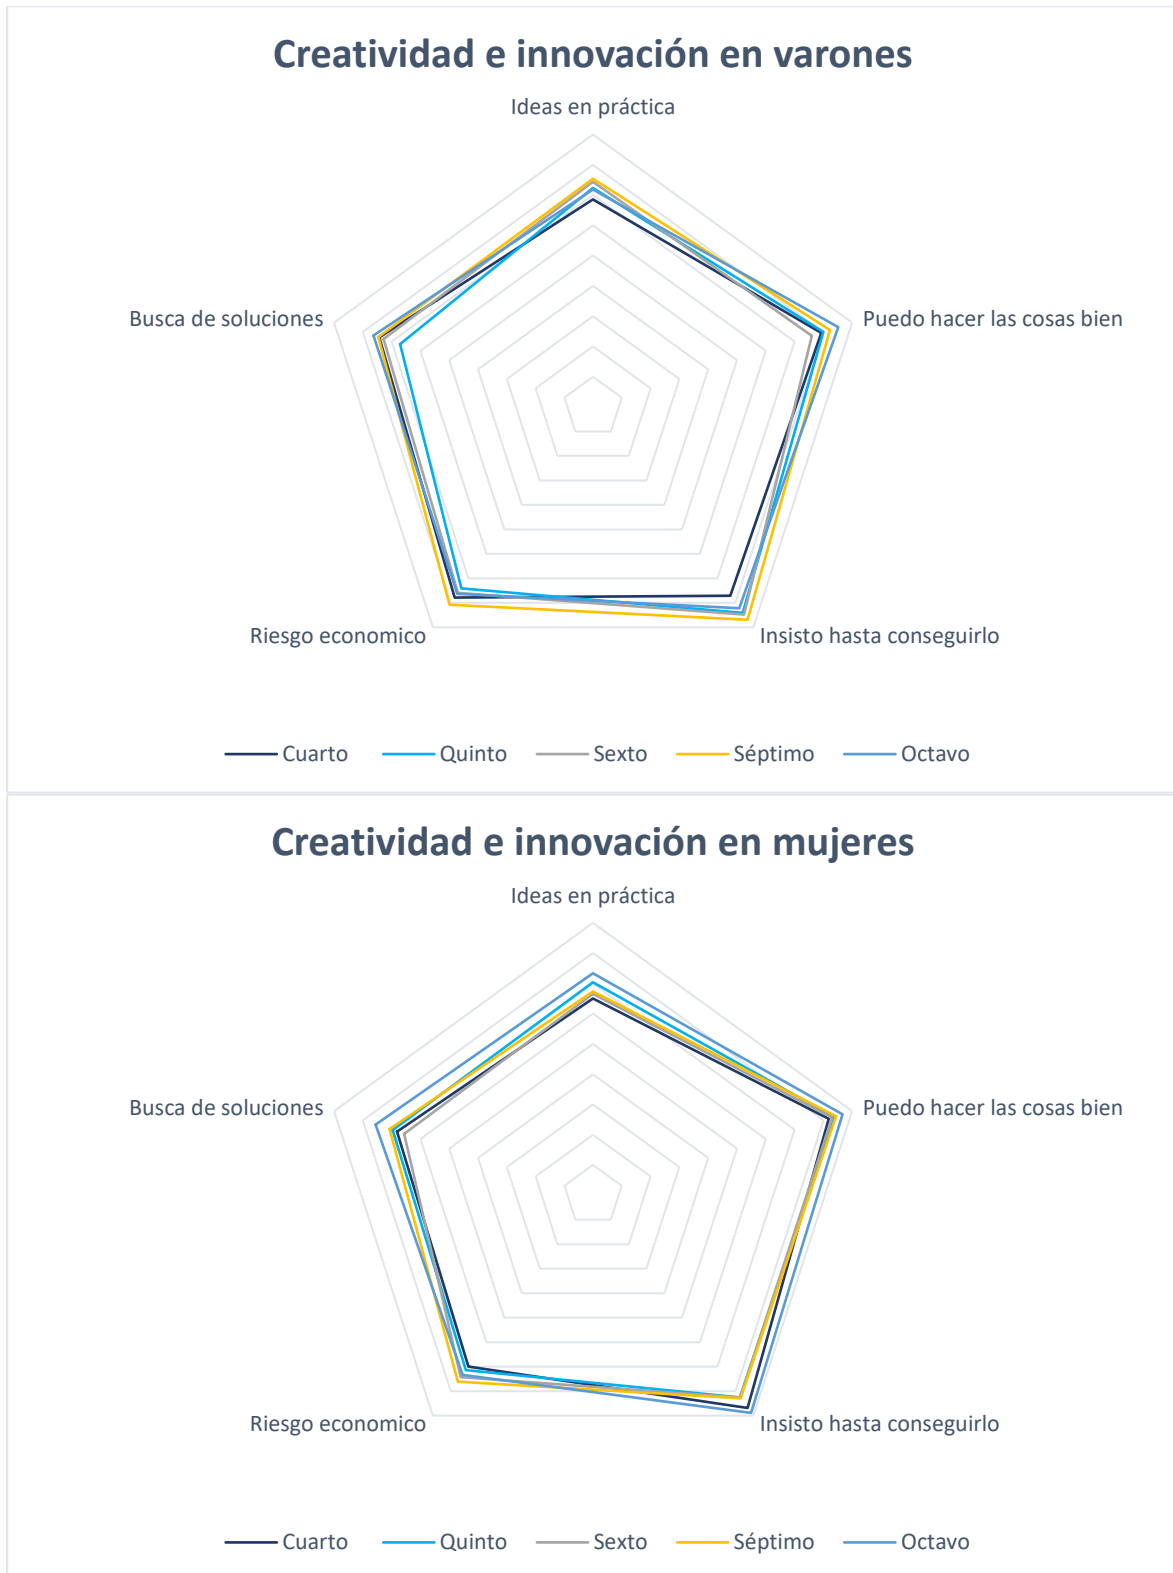 Creatividad e innovación en varones
Ideas en práctica
Busca de soluciones
Puedo hacer las cosas bien
Riesgo economico
Insisto hasta conseguirlo
Cuarto Quinto Sexto Séptimo Octavo
Creatividad e innovación en mujeres
Ideas en práctica
Busca de soluciones
Puedo hacer las cosas bien
Riesgo economico
Insisto hasta conseguirlo
Cuarto Quinto Sexto Séptimo Octavo